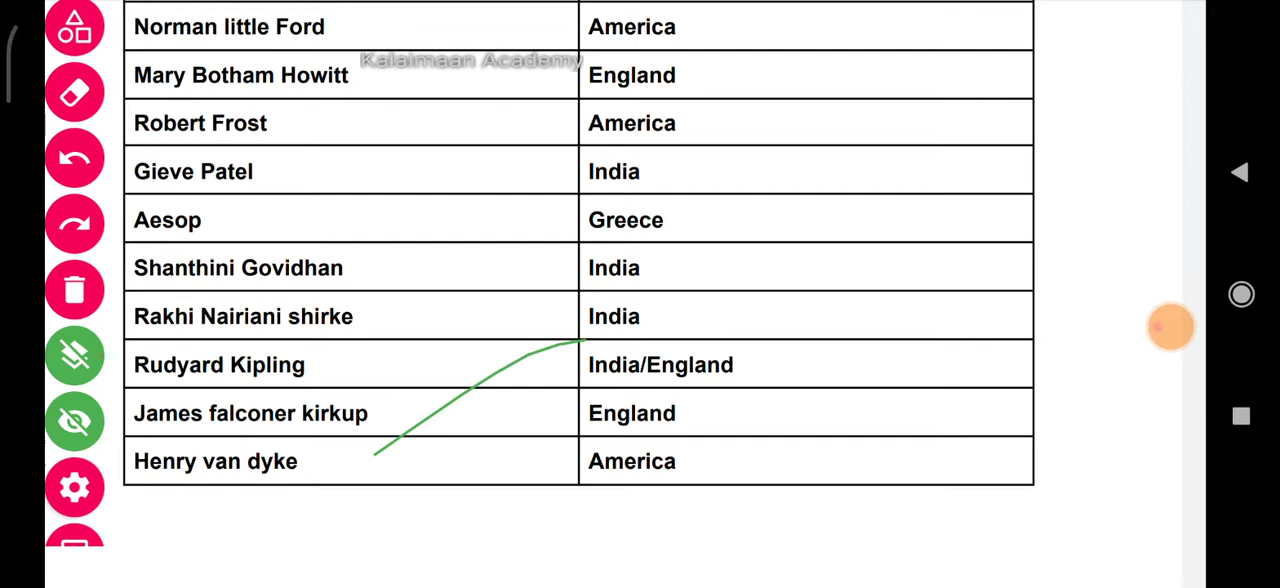 Norman little Ford America
Kalaimaan Academy
Mary Botham Howitt England
Robert Frost America
Gieve Patel India
Aesop Greece
Shanthini Govidhan India
Rakhi Nairiani shirke India
Rudyard Kipling India/England
James falconer kirkup England
Henry van dyke America